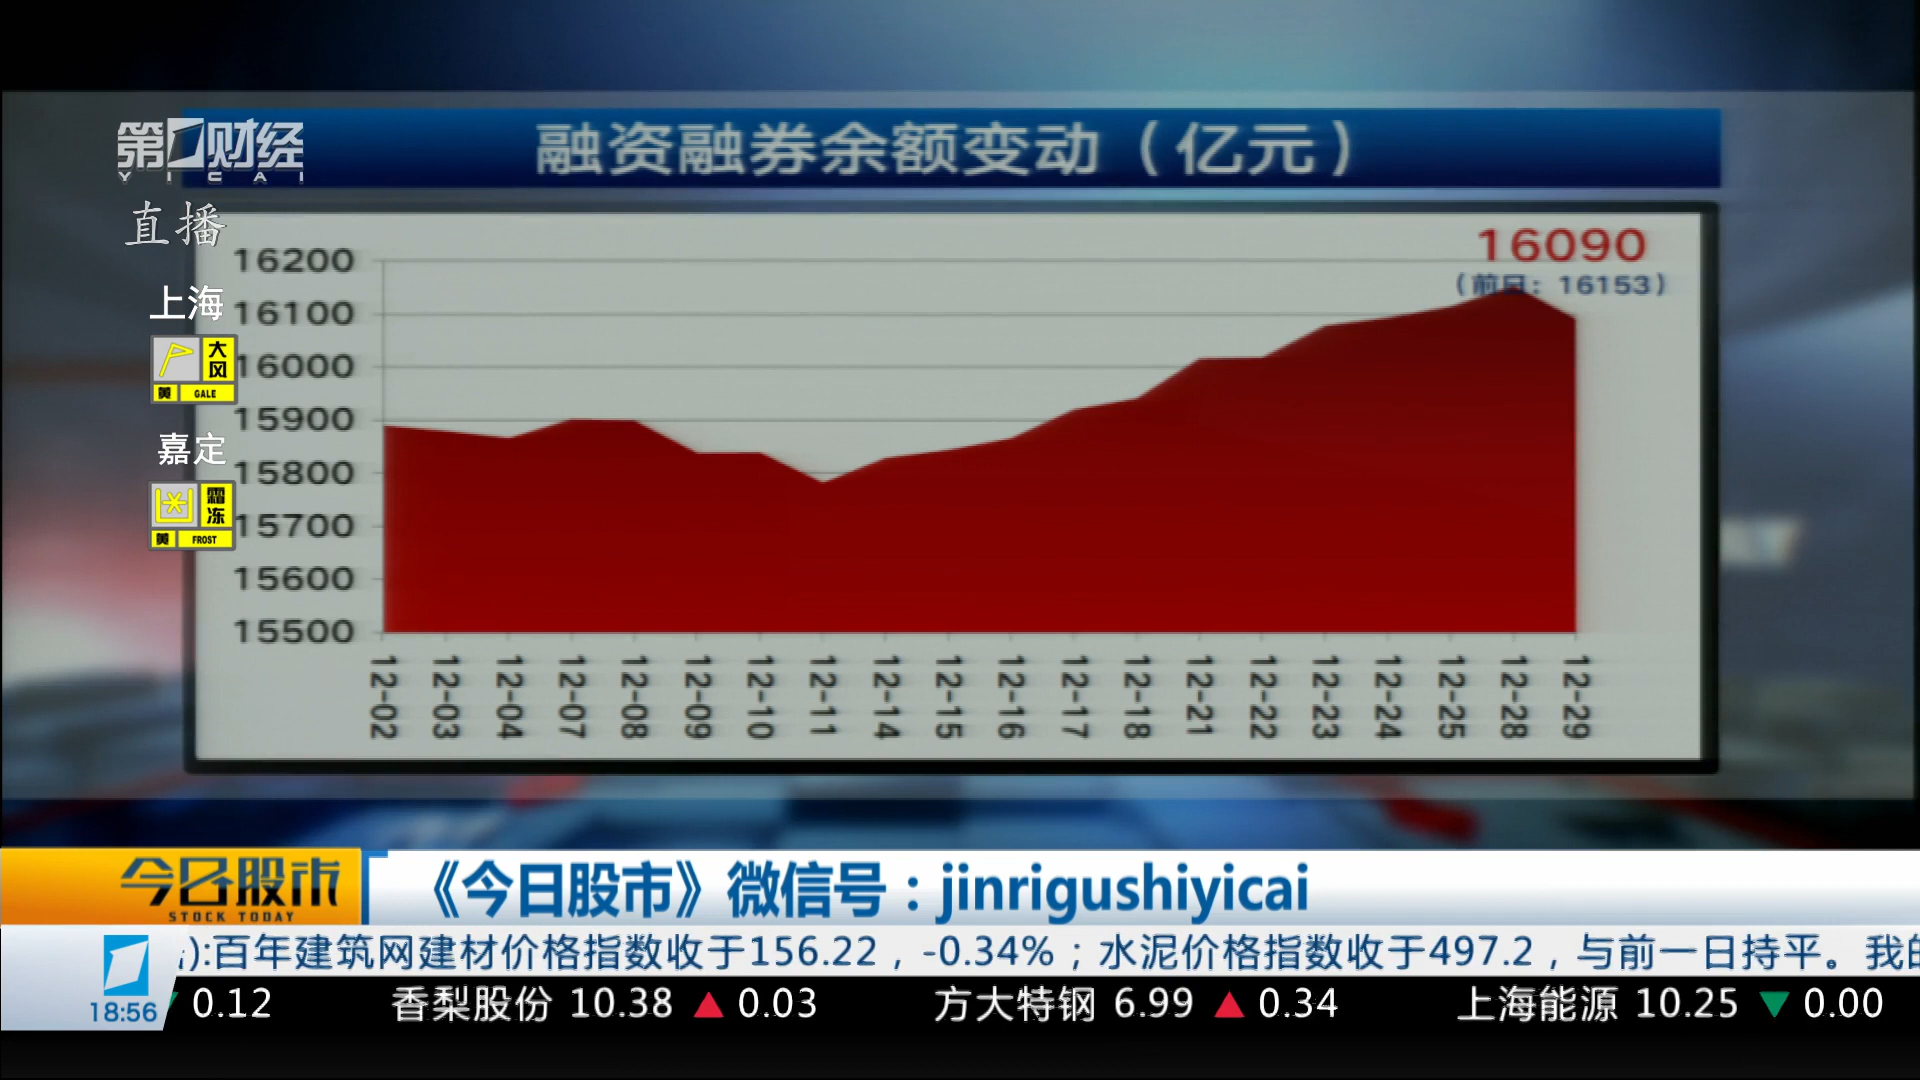 第一财经
YICAI
直播
上海
大风
黄 GALE
嘉定
霜冻
黄 FROST
融资融券余额变动（亿元）
16090
（前日：16153）
16200
16100
16000
15900
15800
15700
15600
15500
12-02
12-03
12-04
12-07
12-08
12-09
12-10
12-11
12-14
12-15
12-16
12-17
12-18
12-21
12-22
12-23
12-24
12-25
12-28
12-29
今日股市
STOCK TODAY
《今日股市》微信号：jinrigushiyicai
):百年建筑网建材价格指数收于156.22，-0.34%；水泥价格指数收于497.2，与前一日持平。我的
18:56
▼ 0.12 香梨股份 10.38 ▲ 0.03 方大特钢 6.99 ▲ 0.34 上海能源 10.25 ▼ 0.00